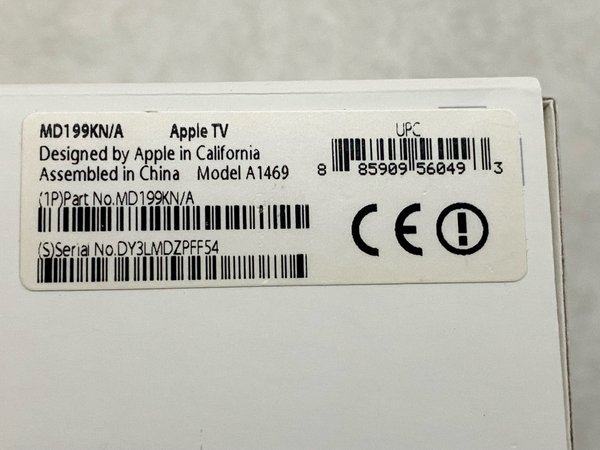 MD199KN/A Apple TV
Designed by Apple in California
Assembled in China Model A1469
(1P)Part No.MD199KN/A
(S)Serial No.DY3LMDZPFF54
UPC
8 85909 56049 3
CE